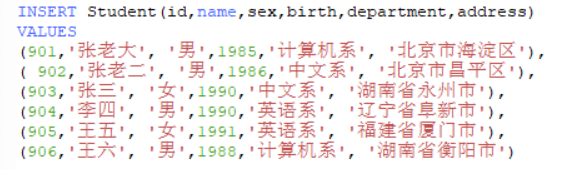 INSERT Student(id,name,sex,birth,department,address)
VALUES
(901,'张老大', '男',1985,'计算机系', '北京市海淀区'),
( 902,'张老二', '男',1986,'中文系', '北京市昌平区'),
(903,'张三', '女',1990,'中文系', '湖南省永州市'),
(904,'李四', '男',1990,'英语系', '辽宁省阜新市'),
(905,'王五', '女',1991,'英语系', '福建省厦门市'),
(906,'王六', '男',1988,'计算机系', '湖南省衡阳市')